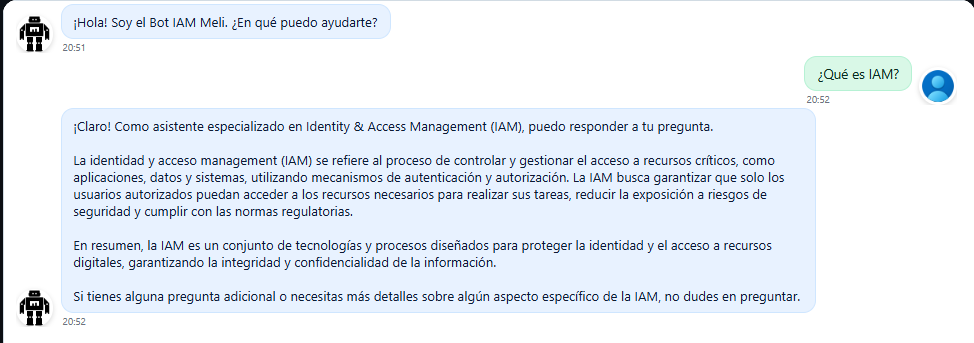 ¡Hola! Soy el Bot IAM Meli. ¿En qué puedo ayudarte?
20:51
¿Qué es IAM?
20:52
¡Claro! Como asistente especializado en Identity & Access Management (IAM), puedo responder a tu pregunta.
La identidad y acceso management (IAM) se refiere al proceso de controlar y gestionar el acceso a recursos críticos, como
aplicaciones, datos y sistemas, utilizando mecanismos de autenticación y autorización. La IAM busca garantizar que solo los
usuarios autorizados puedan acceder a los recursos necesarios para realizar sus tareas, reducir la exposición a riesgos de
seguridad y cumplir con las normas regulatorias.
En resumen, la IAM es un conjunto de tecnologías y procesos diseñados para proteger la identidad y el acceso a recursos
digitales, garantizando la integridad y confidencialidad de la información.
Si tienes alguna pregunta adicional o necesitas más detalles sobre algún aspecto específico de la IAM, no dudes en preguntar.
20:52